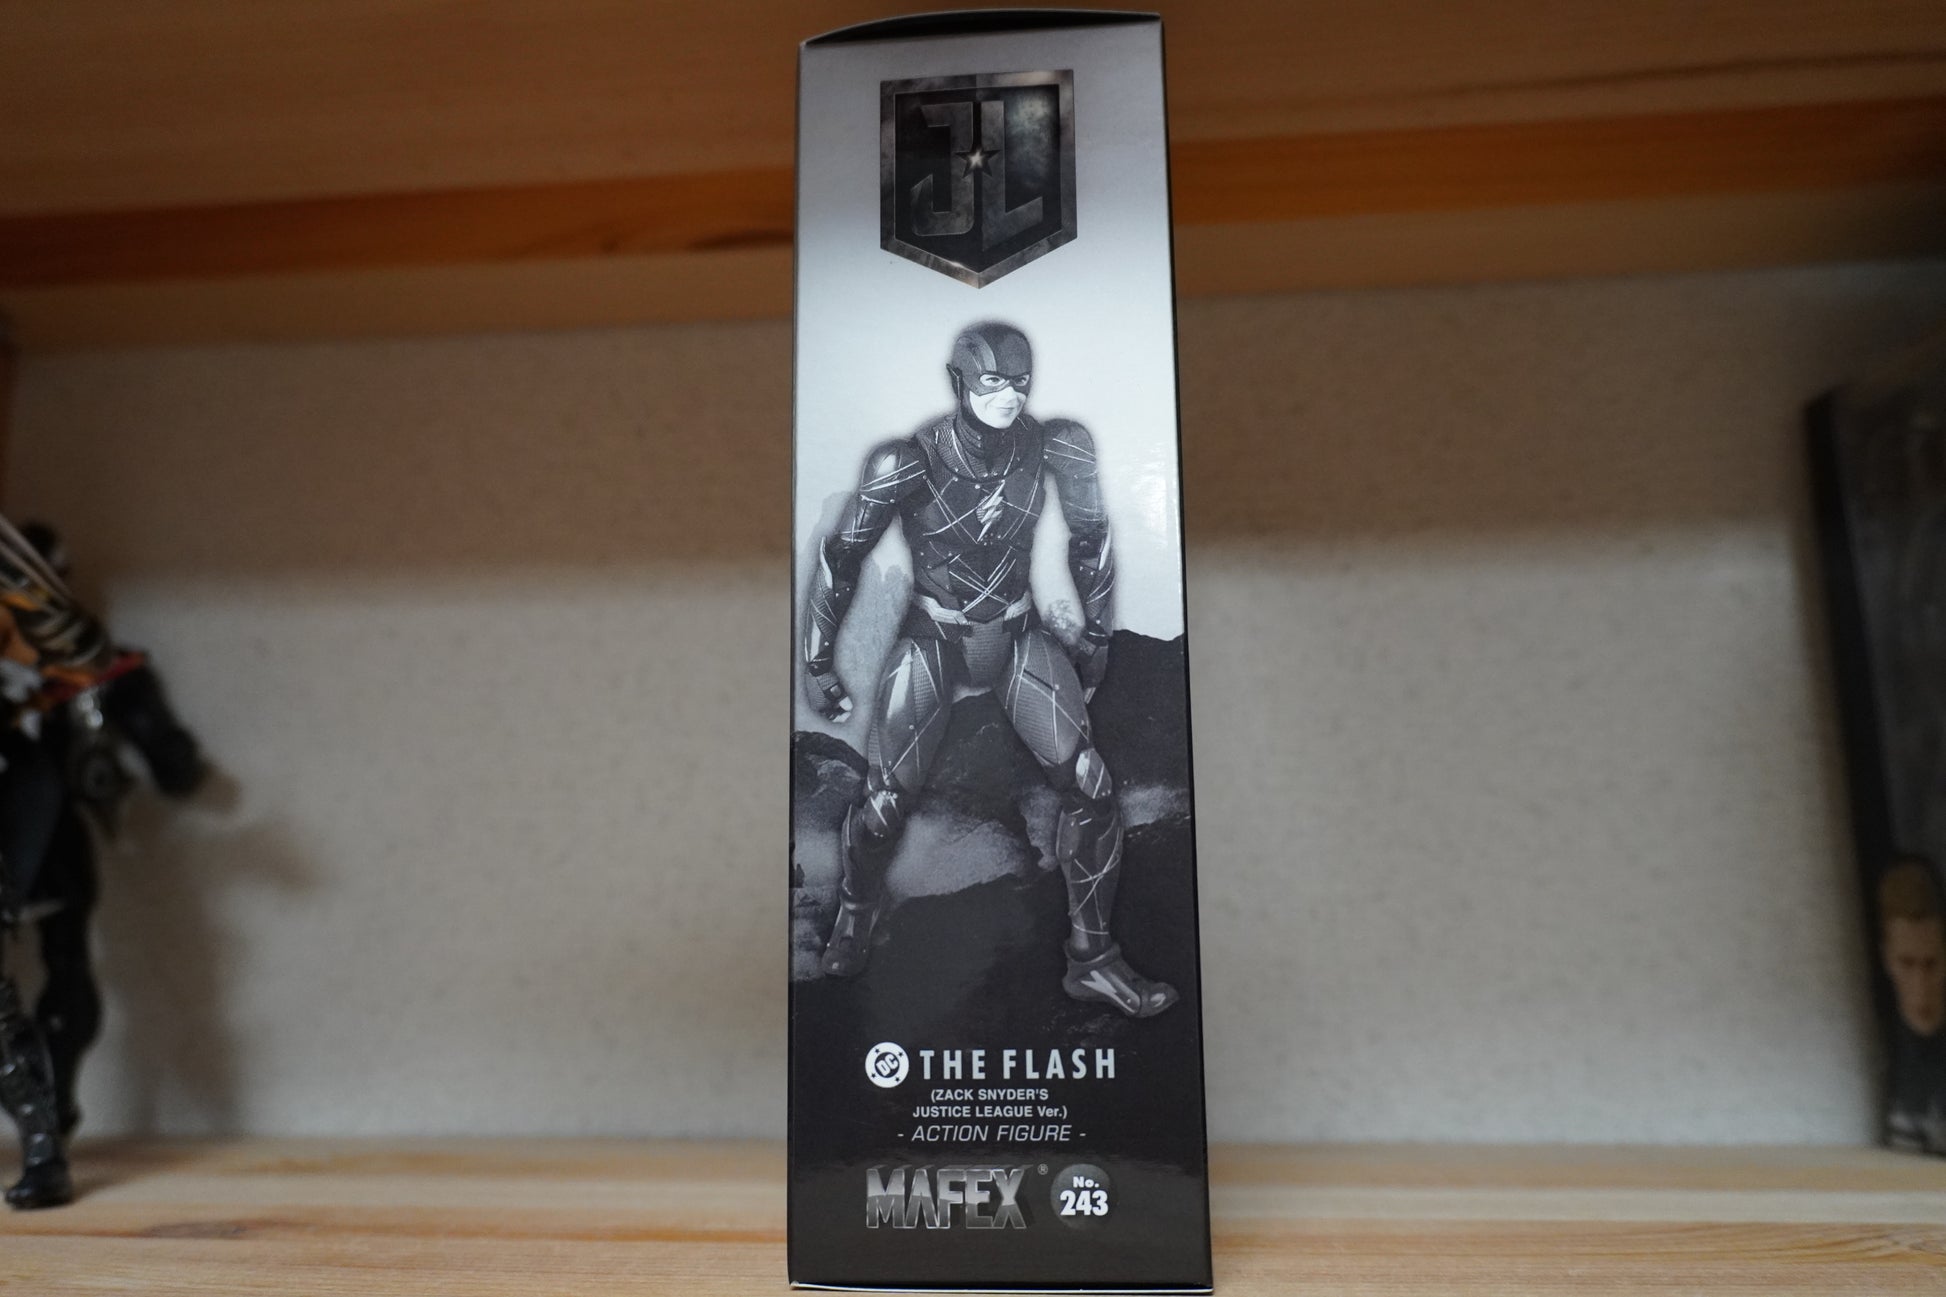 JL
DC THE FLASH
(ZACK SNYDER'S
JUSTICE LEAGUE Ver.)
- ACTION FIGURE -
MAFEX® No.
243